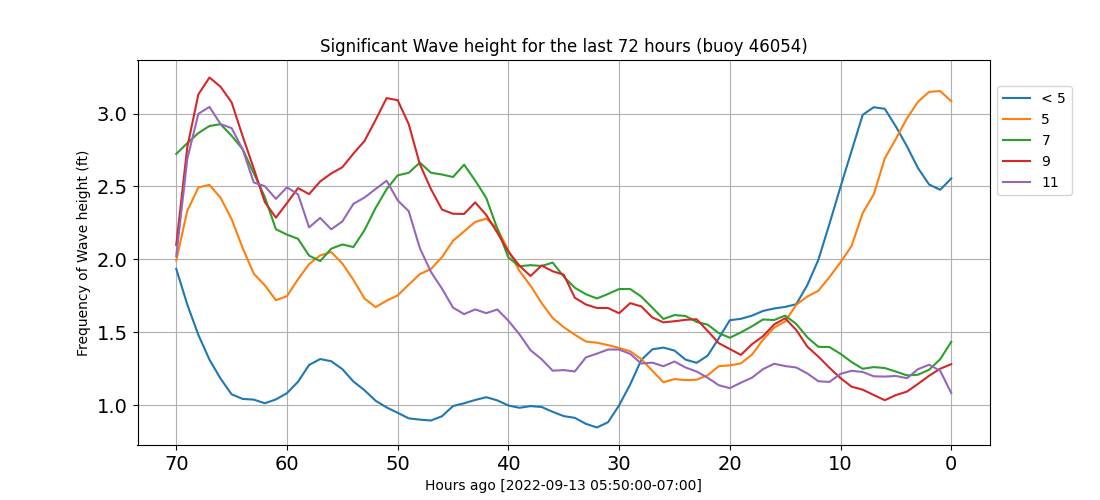 Significant Wave height for the last 72 hours (buoy 46054)
Frequency of Wave height (ft)
3.0
2.5
2.0
1.5
1.0
70 60 50 40 30 20 10 0
Hours ago [2022-09-13 05:50:00-07:00]
< 5
5
7
9
11